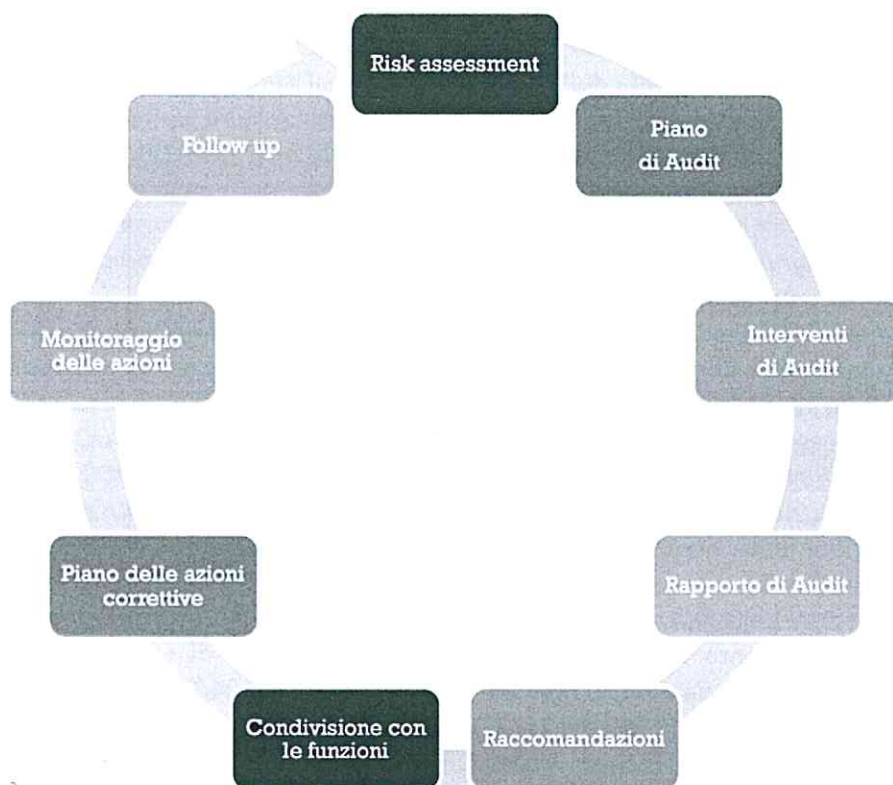 Risk assessment
Piano
di Audit
Interventi
di Audit
Rapporto di Audit
Raccomandazioni
Condivisione con
le funzioni
Piano delle azioni
correttive
Monitoraggio
delle azioni
Follow up